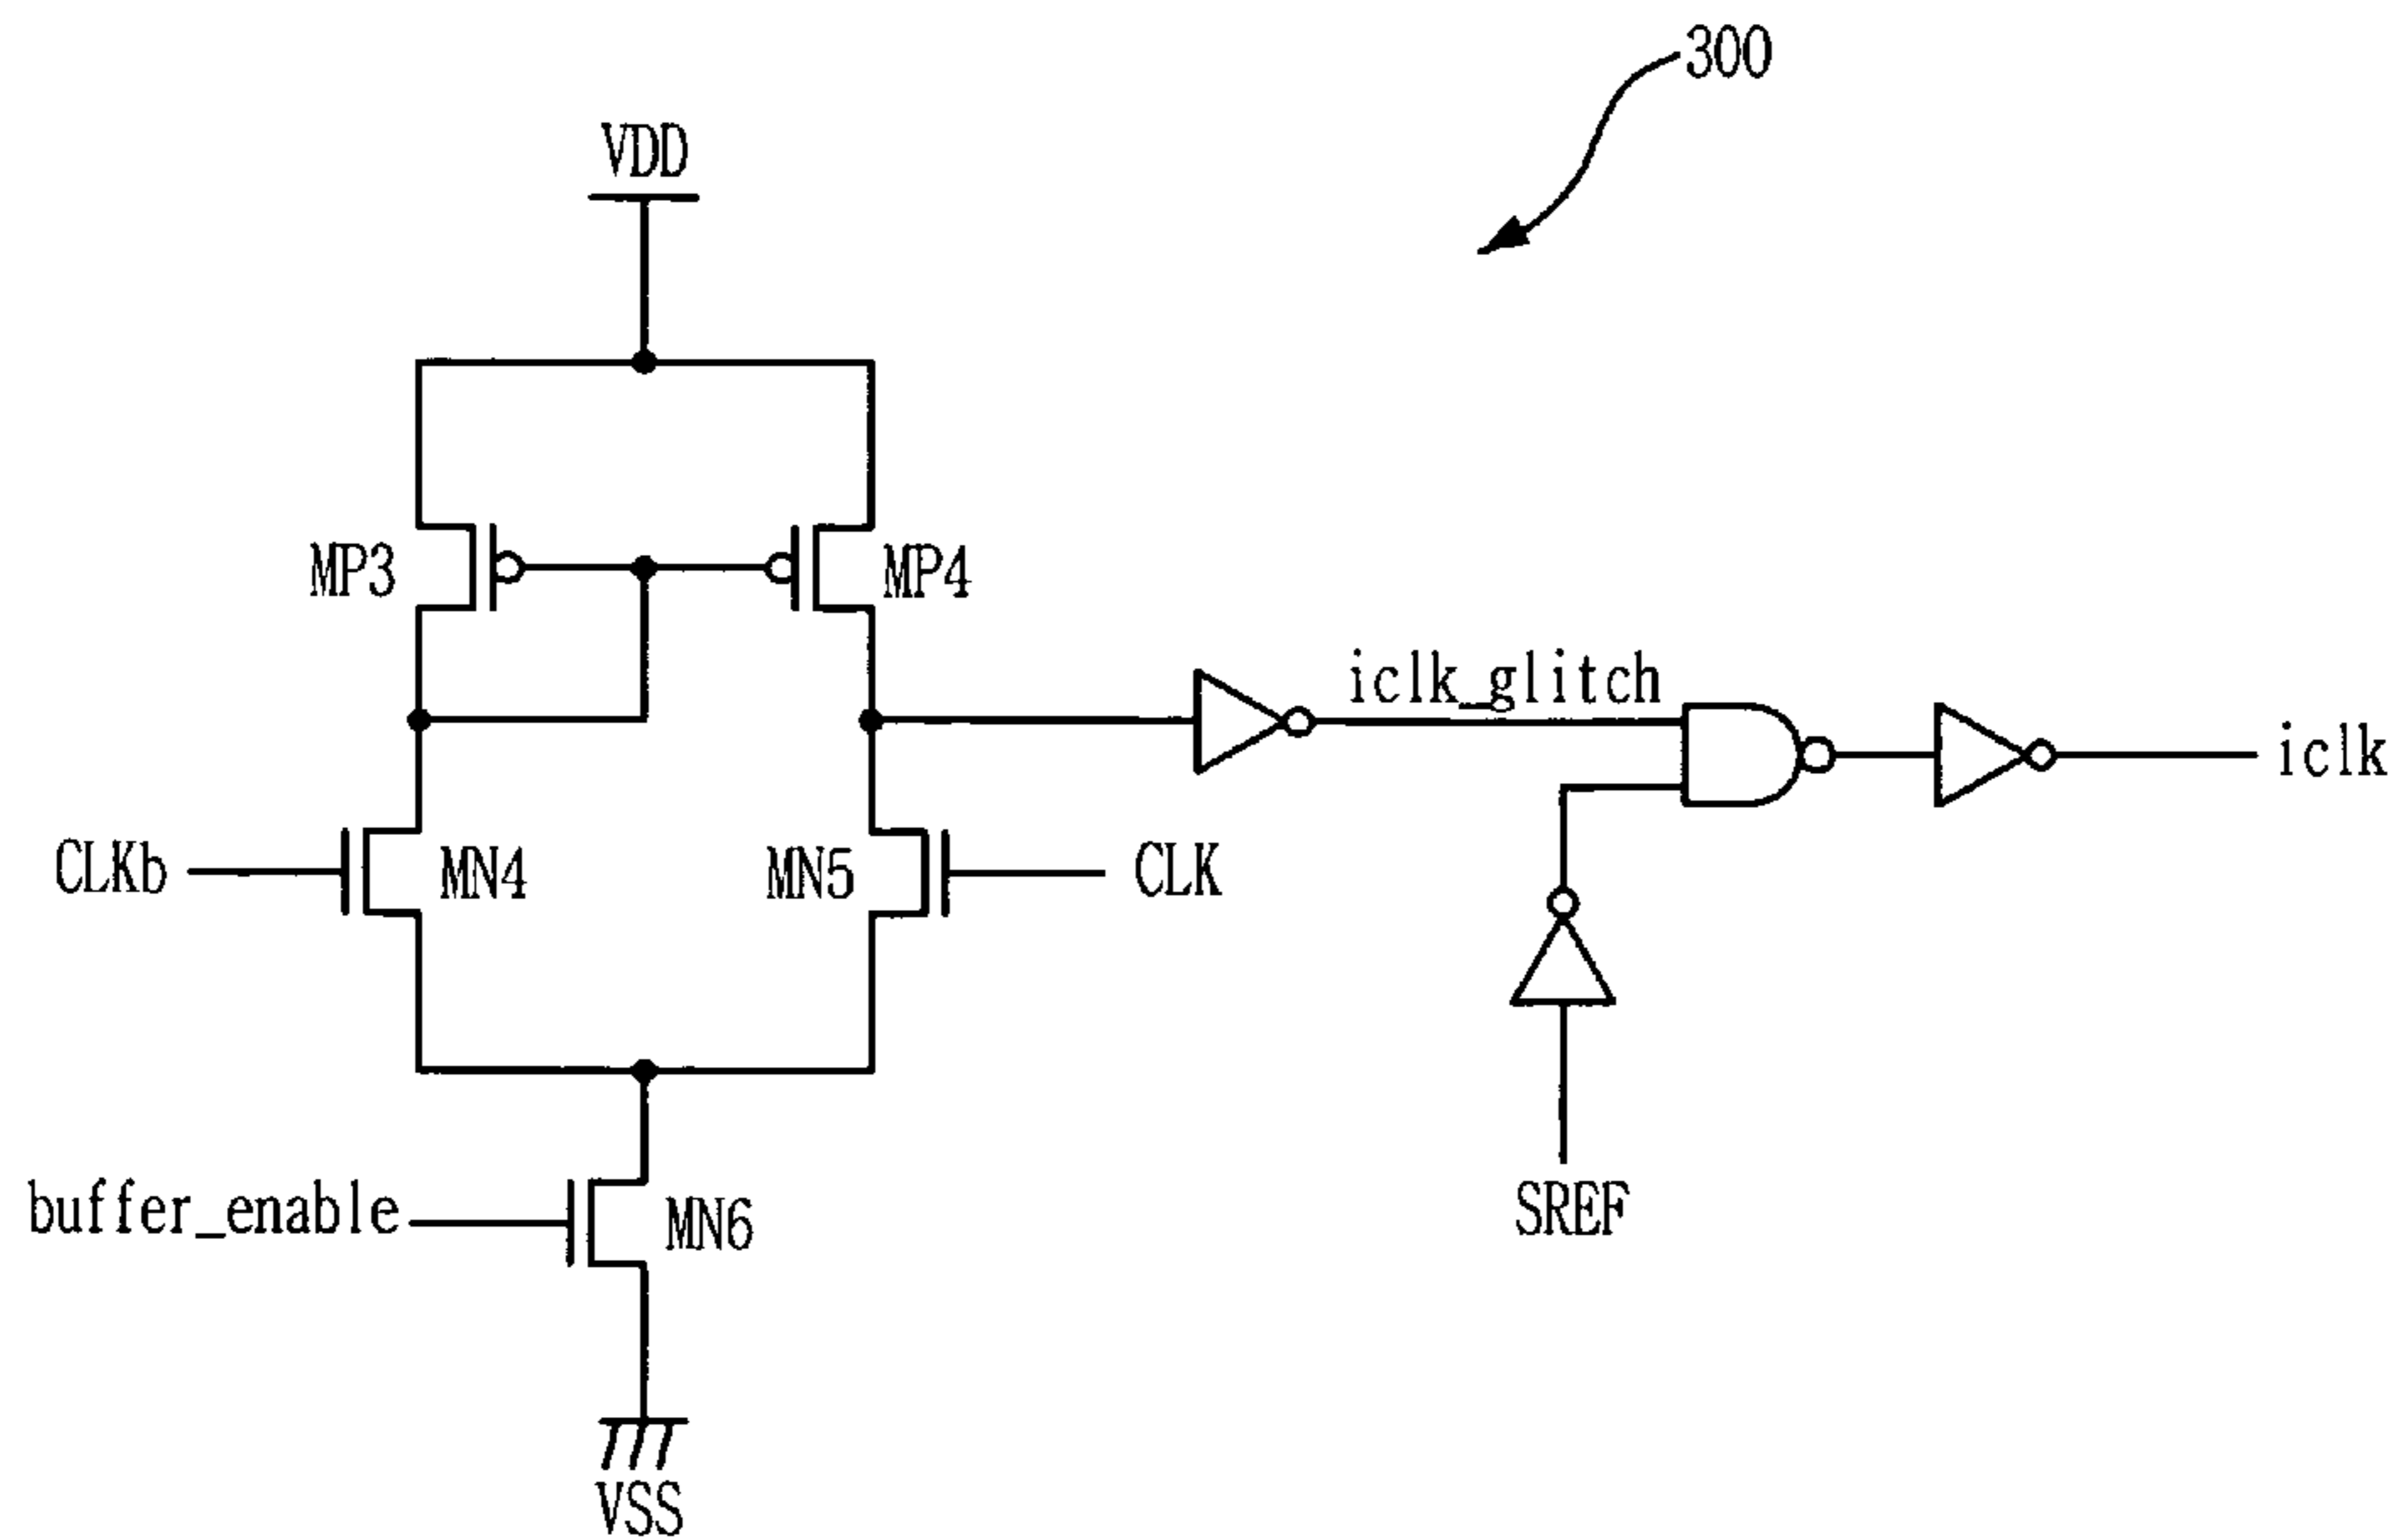 300
VDD
MP3
MP4
iclk_glitch
iclk
CLKb
MN4
MN5
CLK
buffer_enable
MN6
SREF
VSS